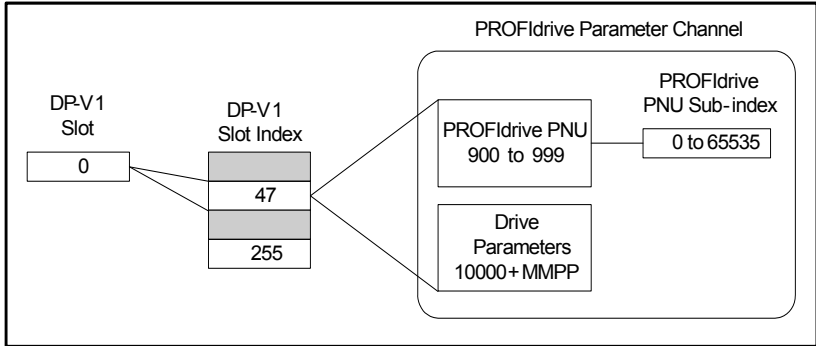 PROFIdrive Parameter Channel
DP-V1
Slot
0
DP-V1
Slot Index
47
255
PROFIdrive PNU
900 to 999
PROFIdrive
PNU Sub-index
0 to 65535
Drive
Parameters
10000+MMPP